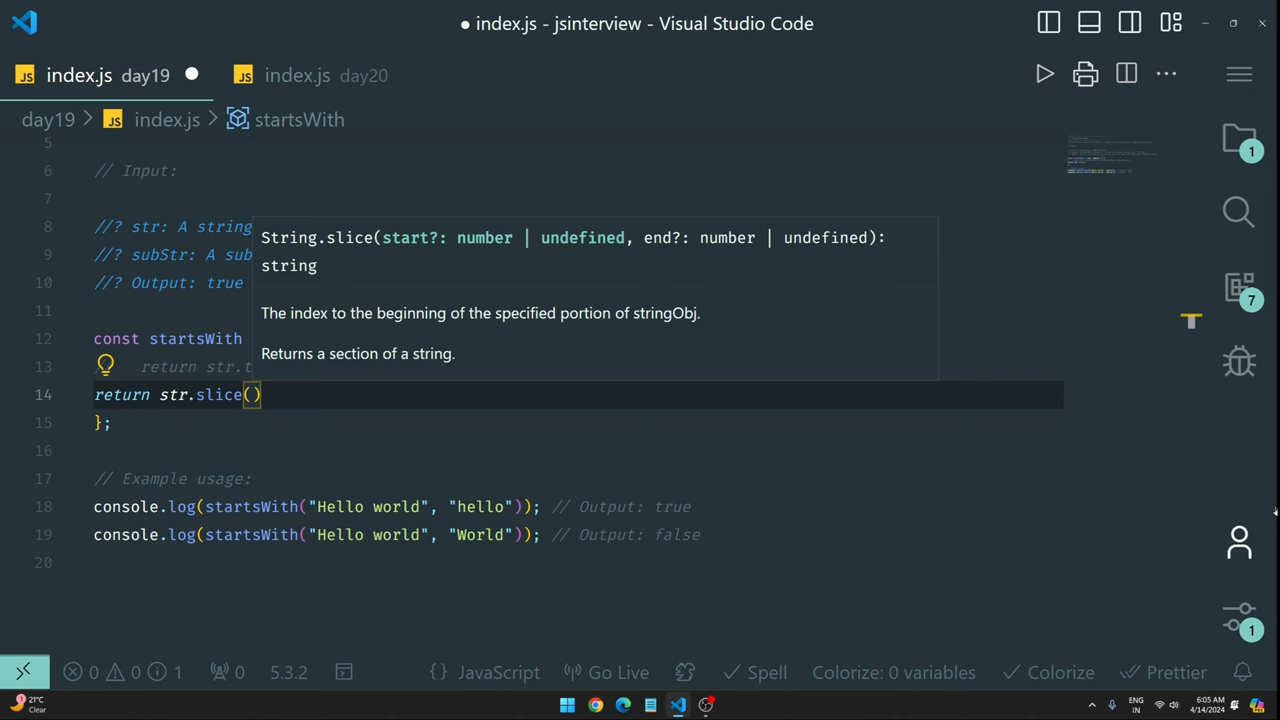 ● index.js - jsinterview - Visual Studio Code
JS index.js day19 JS index.js day20
day19 > JS index.js > startsWith
5
6 // Input:
7
8 //? str: A string
9 //? subStr: A sub
10 //? Output: true
String.slice(start?: number | undefined, end?: number | undefined):
string
The index to the beginning of the specified portion of stringObj.
Returns a section of a string.
11
12 const startsWith
13 return str.t
14 return str.slice()
15 };
16
17 // Example usage:
18 console.log(startsWith("Hello world", "hello")); // Output: true
19 console.log(startsWith("Hello world", "World")); // Output: false
20
1
7
1
0 0 1 0 5.3.2 {} JavaScript Go Live Spell Colorize: 0 variables Colorize Prettier
21°C
Clear
ENG
IN
6:05 AM
4/14/2024